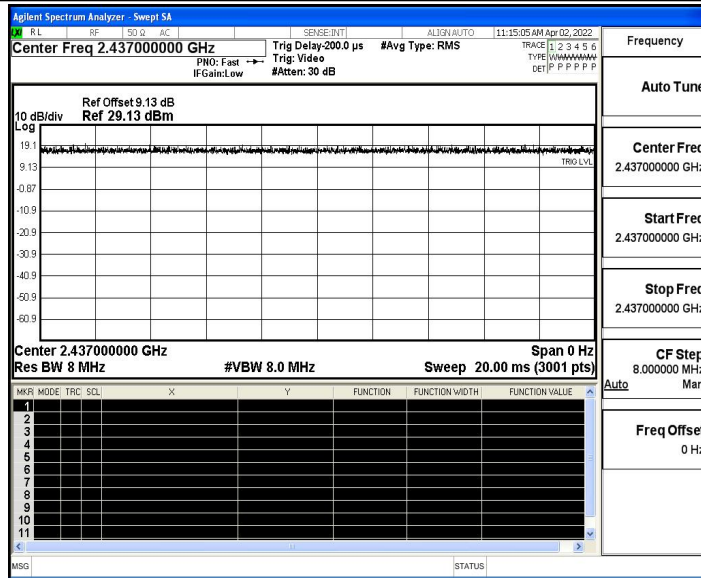 Agilent Spectrum Analyzer - Swept SA
RL RF 50 Ω AC SENSE:INT ALIGN AUTO 11:15:05 AM Apr 02, 2022
Center Freq 2.437000000 GHz Trig Delay-200.0 µs #Avg Type: RMS TRACE 1 2 3 4 5 6
PNO: Fast Trig: Video TYPE WWWWWW
IFGain:Low #Atten: 30 dB DET P P P P P P
Ref Offset 9.13 dB
10 dB/div Ref 29.13 dBm
Log
19.1
9.13
TRIG LVL
-0.87
-10.9
-20.9
-30.9
-40.9
-50.9
-60.9
Center 2.437000000 GHz Span 0 Hz
Res BW 8 MHz #VBW 8.0 MHz Sweep 20.00 ms (3001 pts)
MKR MODE TRC SCL X Y FUNCTION FUNCTION WIDTH FUNCTION VALUE
1
2
3
4
5
6
7
8
9
10
11
MSG STATUS
Frequency
Auto Tune
Center Freq
2.437000000 GHz
Start Freq
2.437000000 GHz
Stop Freq
2.437000000 GHz
CF Step
8.000000 MHz
Auto Man
Freq Offset
0 Hz